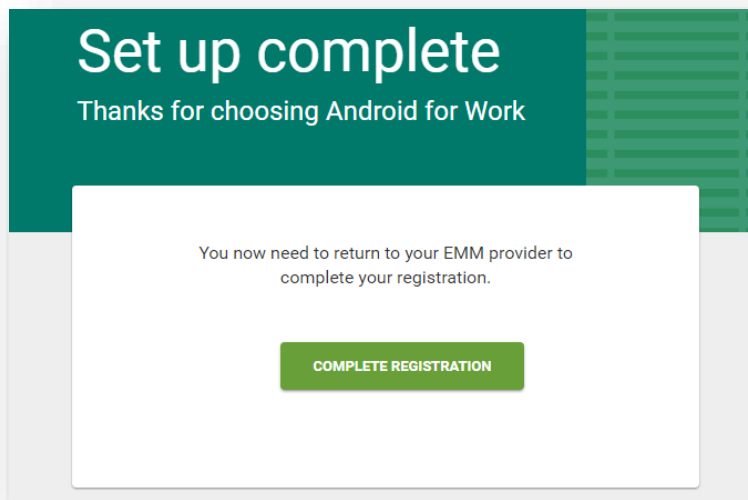 Set up complete
Thanks for choosing Android for Work
You now need to return to your EMM provider to
complete your registration.
COMPLETE REGISTRATION